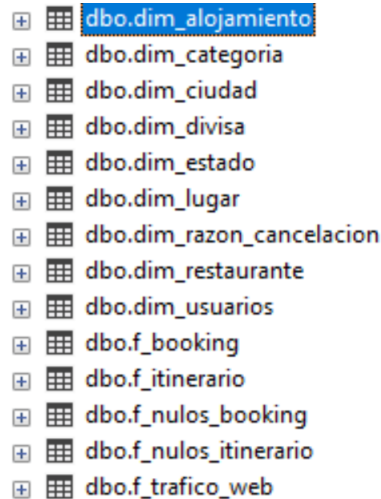 dbo.dim_alojamiento
dbo.dim_categoria
dbo.dim_ciudad
dbo.dim_divisa
dbo.dim_estado
dbo.dim_lugar
dbo.dim_razon_cancelacion
dbo.dim_restaurante
dbo.dim_usuarios
dbo.f_booking
dbo.f_itinerario
dbo.f_nulos_booking
dbo.f_nulos_itinerario
dbo.f_trafico_web